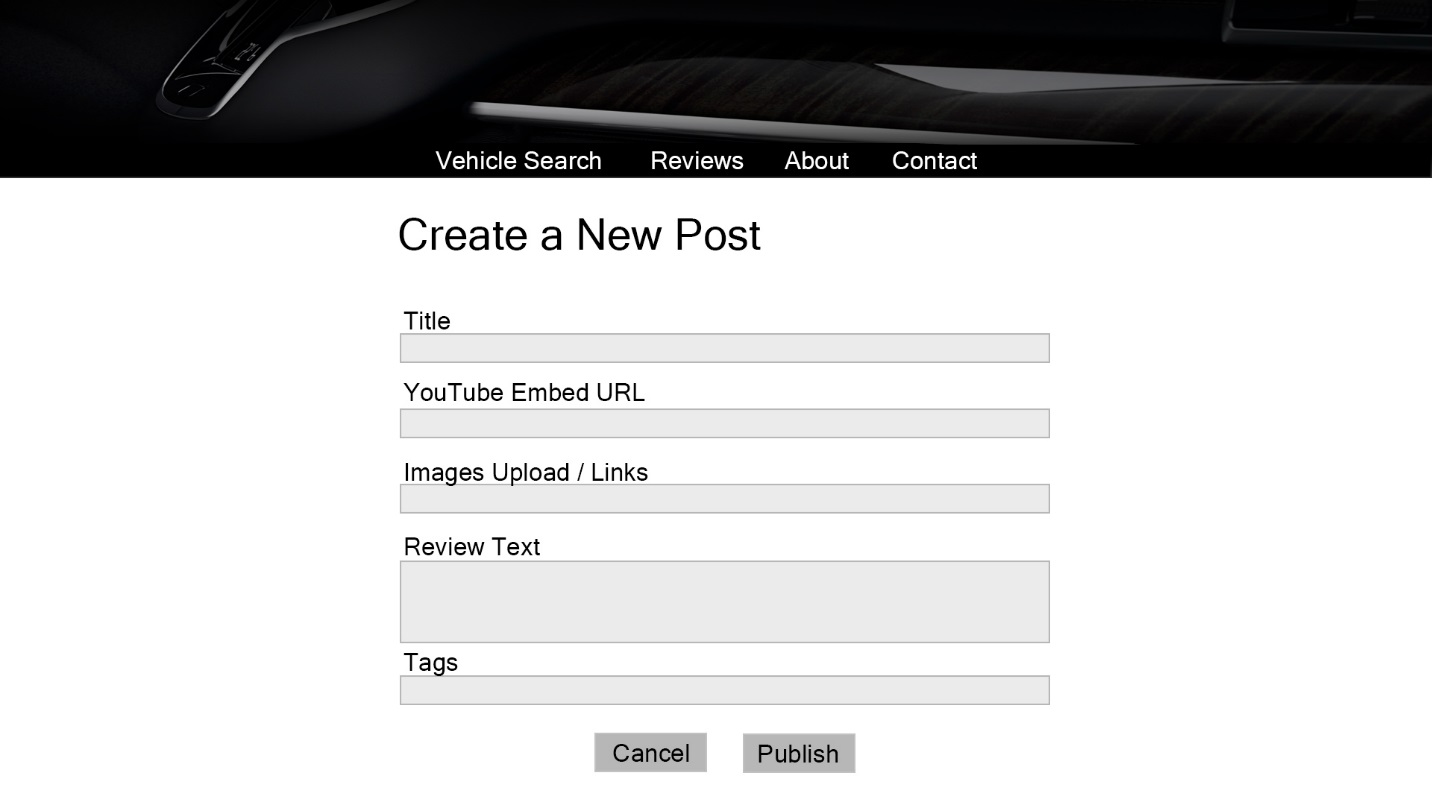 Vehicle Search Reviews About Contact
Create a New Post
Title
YouTube Embed URL
Images Upload / Links
Review Text
Tags
Cancel Publish